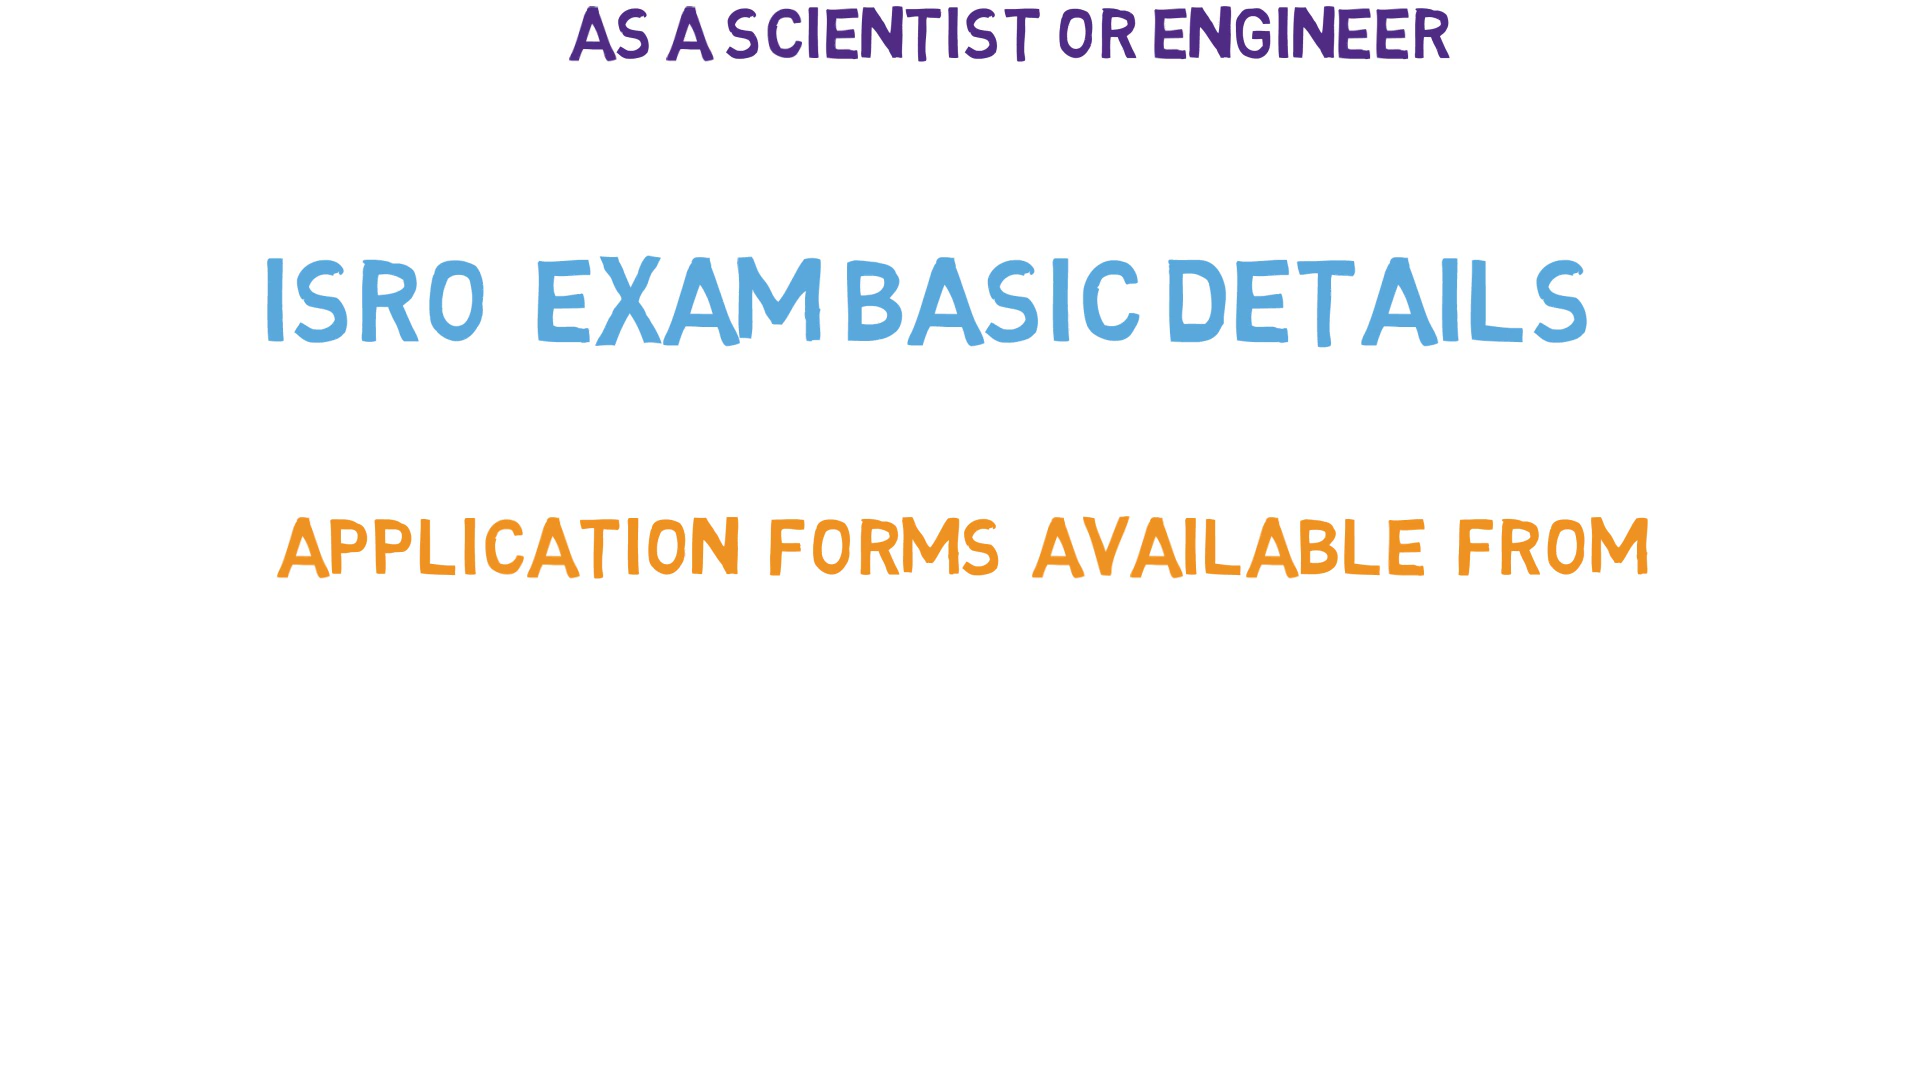 AS A SCIENTIST OR ENGINEER
ISRO EXAM BASIC DETAILS
APPLICATION FORMS AVAILABLE FROM